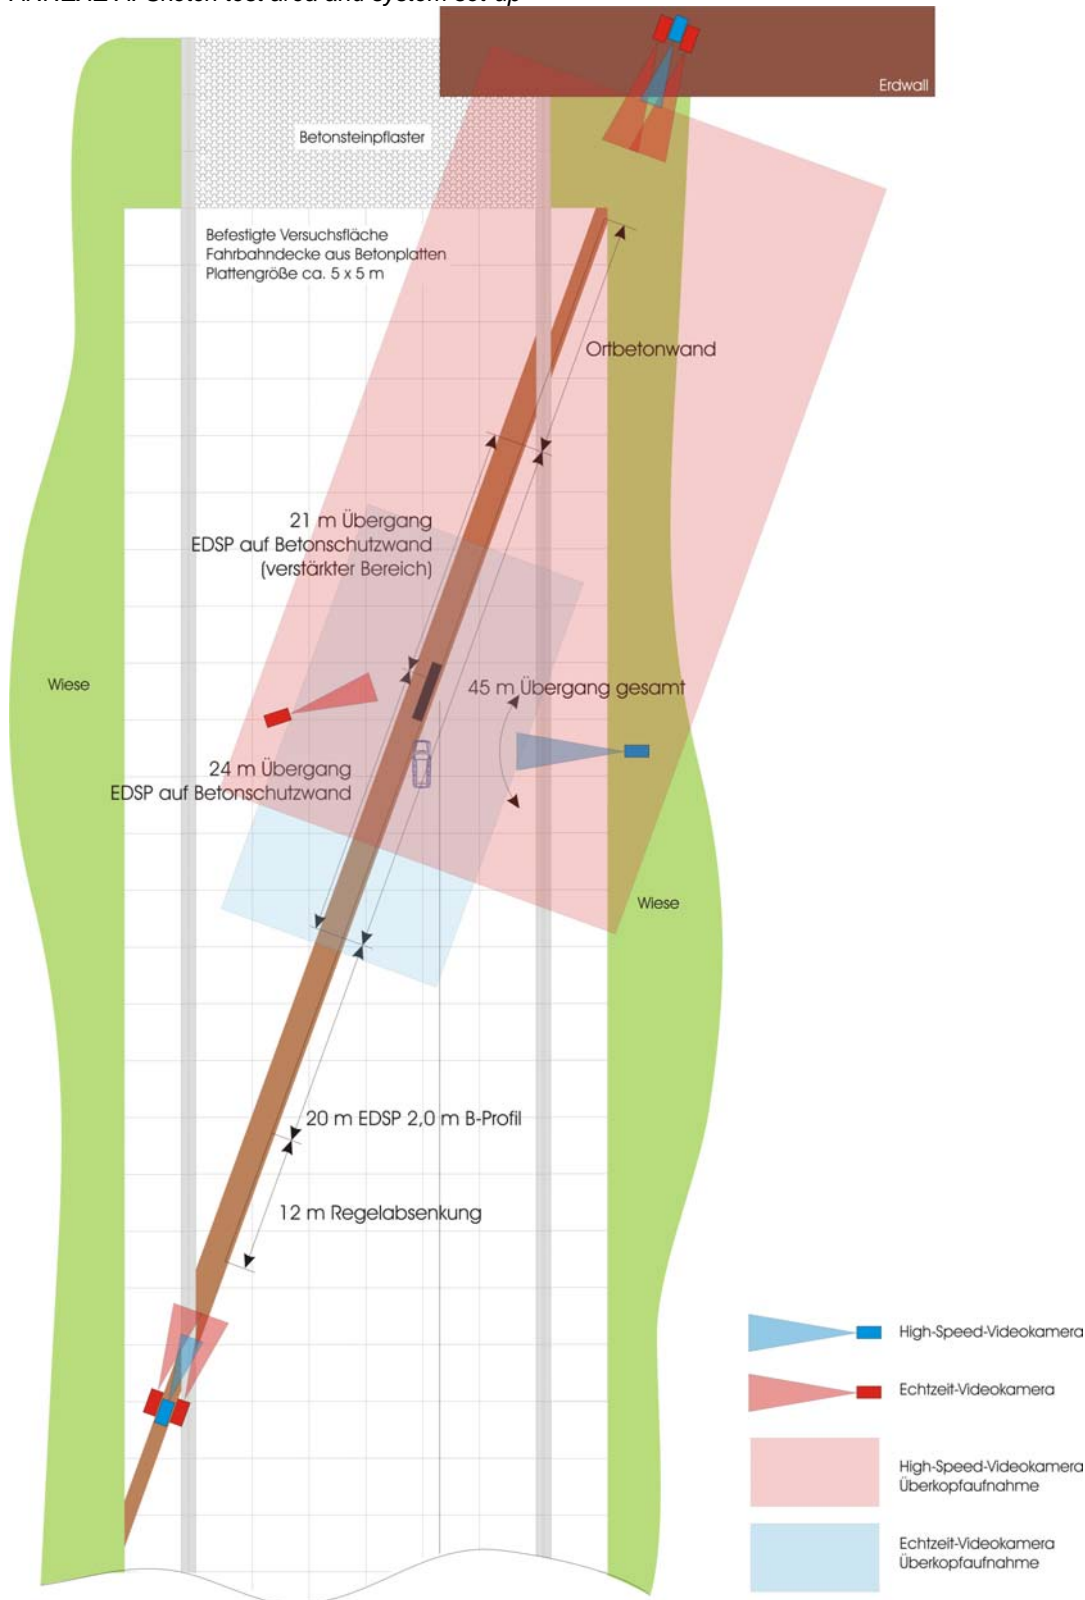 Erdwall
Betonsteinpflaster
Befestigte Versuchsfläche
Fahrbahndecke aus Betonplatten
Plattengröße ca. 5 x 5 m
Ortbetonwand
21 m Übergang
EDSP auf Betonschutzwand
(verstärkter Bereich)
Wiese
45 m Übergang gesamt
24 m Übergang
EDSP auf Betonschutzwand
Wiese
20 m EDSP 2,0 m B-Profil
12 m Regelabsenkung
High-Speed-Videokamera
Echtzeit-Videokamera
High-Speed-Videokamera
Überkopfaufnahme
Echtzeit-Videokamera
Überkopfaufnahme